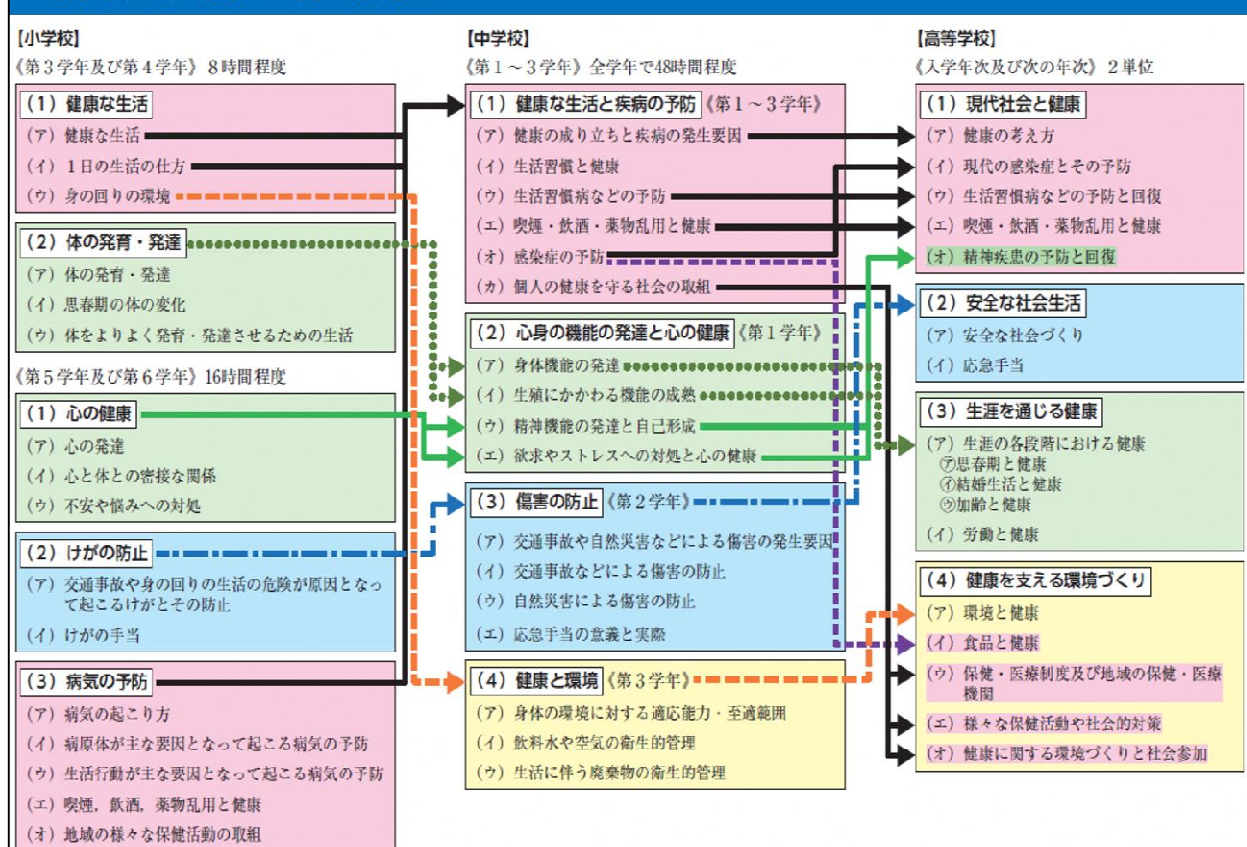 【小学校】
《第3学年及び第4学年》8時間程度
(1) 健康な生活
(ア) 健康な生活
(イ) 1日の生活の仕方
(ウ) 身の回りの環境
(2) 体の発育・発達
(ア) 体の発育・発達
(イ) 思春期の体の変化
(ウ) 体をよりよく発育・発達させるための生活
《第5学年及び第6学年》16時間程度
(1) 心の健康
(ア) 心の発達
(イ) 心と体との密接な関係
(ウ) 不安や悩みへの対処
(2) けがの防止
(ア) 交通事故や身の回りの生活の危険が原因となっ
て起こるけがとその防止
(イ) けがの手当
(3) 病気の予防
(ア) 病気の起こり方
(イ) 病原体が主な要因となって起こる病気の予防
(ウ) 生活行動が主な要因となって起こる病気の予防
(エ) 喫煙，飲酒，薬物乱用と健康
(オ) 地域の様々な保健活動の取組
【中学校】
《第1～3学年》全学年で48時間程度
(1) 健康な生活と疾病の予防《第1～3学年》
(ア) 健康の成り立ちと疾病の発生要因
(イ) 生活習慣と健康
(ウ) 生活習慣病などの予防
(エ) 喫煙・飲酒・薬物乱用と健康
(オ) 感染症の予防
(カ) 個人の健康を守る社会の取組
(2) 心身の機能の発達と心の健康《第1学年》
(ア) 身体機能の発達
(イ) 生殖にかかわる機能の成熟
(ウ) 精神機能の発達と自己形成
(エ) 欲求やストレスへの対処と心の健康
(3) 傷害の防止《第2学年》
(ア) 交通事故や自然災害などによる傷害の発生要因
(イ) 交通事故などによる傷害の防止
(ウ) 自然災害による傷害の防止
(エ) 応急手当の意義と実際
(4) 健康と環境《第3学年》
(ア) 身体の環境に対する適応能力・至適範囲
(イ) 飲料水や空気の衛生的管理
(ウ) 生活に伴う廃棄物の衛生的管理
【高等学校】
《入学年次及び次の年次》2単位
(1) 現代社会と健康
(ア) 健康の考え方
(イ) 現代の感染症とその予防
(ウ) 生活習慣病などの予防と回復
(エ) 喫煙・飲酒・薬物乱用と健康
(オ) 精神疾患の予防と回復
(2) 安全な社会生活
(ア) 安全な社会づくり
(イ) 応急手当
(3) 生涯を通じる健康
(ア) 生涯の各段階における健康
㋐思春期と健康
㋑結婚生活と健康
㋒加齢と健康
(イ) 労働と健康
(4) 健康を支える環境づくり
(ア) 環境と健康
(イ) 食品と健康
(ウ) 保健・医療制度及び地域の保健・医療
機関
(エ) 様々な保健活動や社会的対策
(オ) 健康に関する環境づくりと社会参加